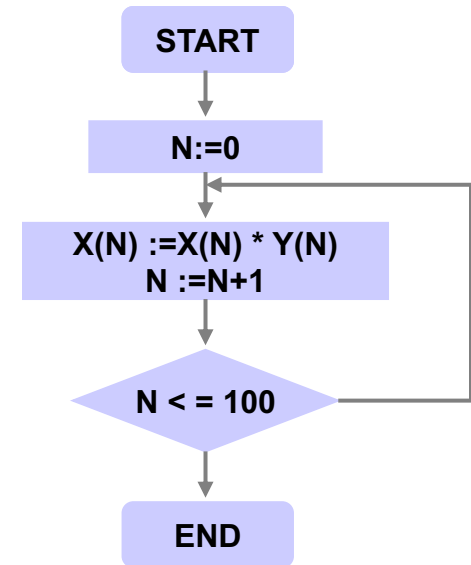 START
N:=0
X(N) :=X(N) * Y(N)
N :=N+1
N < = 100
END